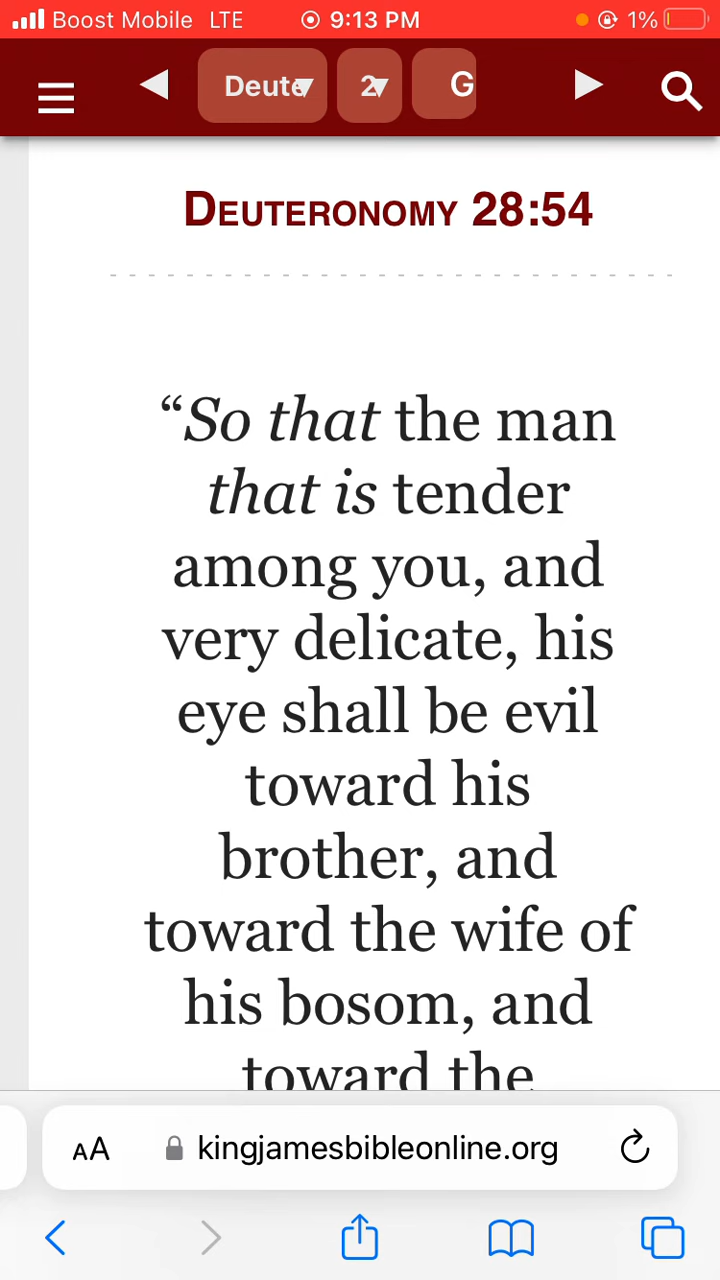 Boost Mobile LTE 9:13 PM 1%
Deute 2 G
DEUTERONOMY 28:54
“So that the man
that is tender
among you, and
very delicate, his
eye shall be evil
toward his
brother, and
toward the wife of
his bosom, and
toward the
AA kingjamesbibleonline.org